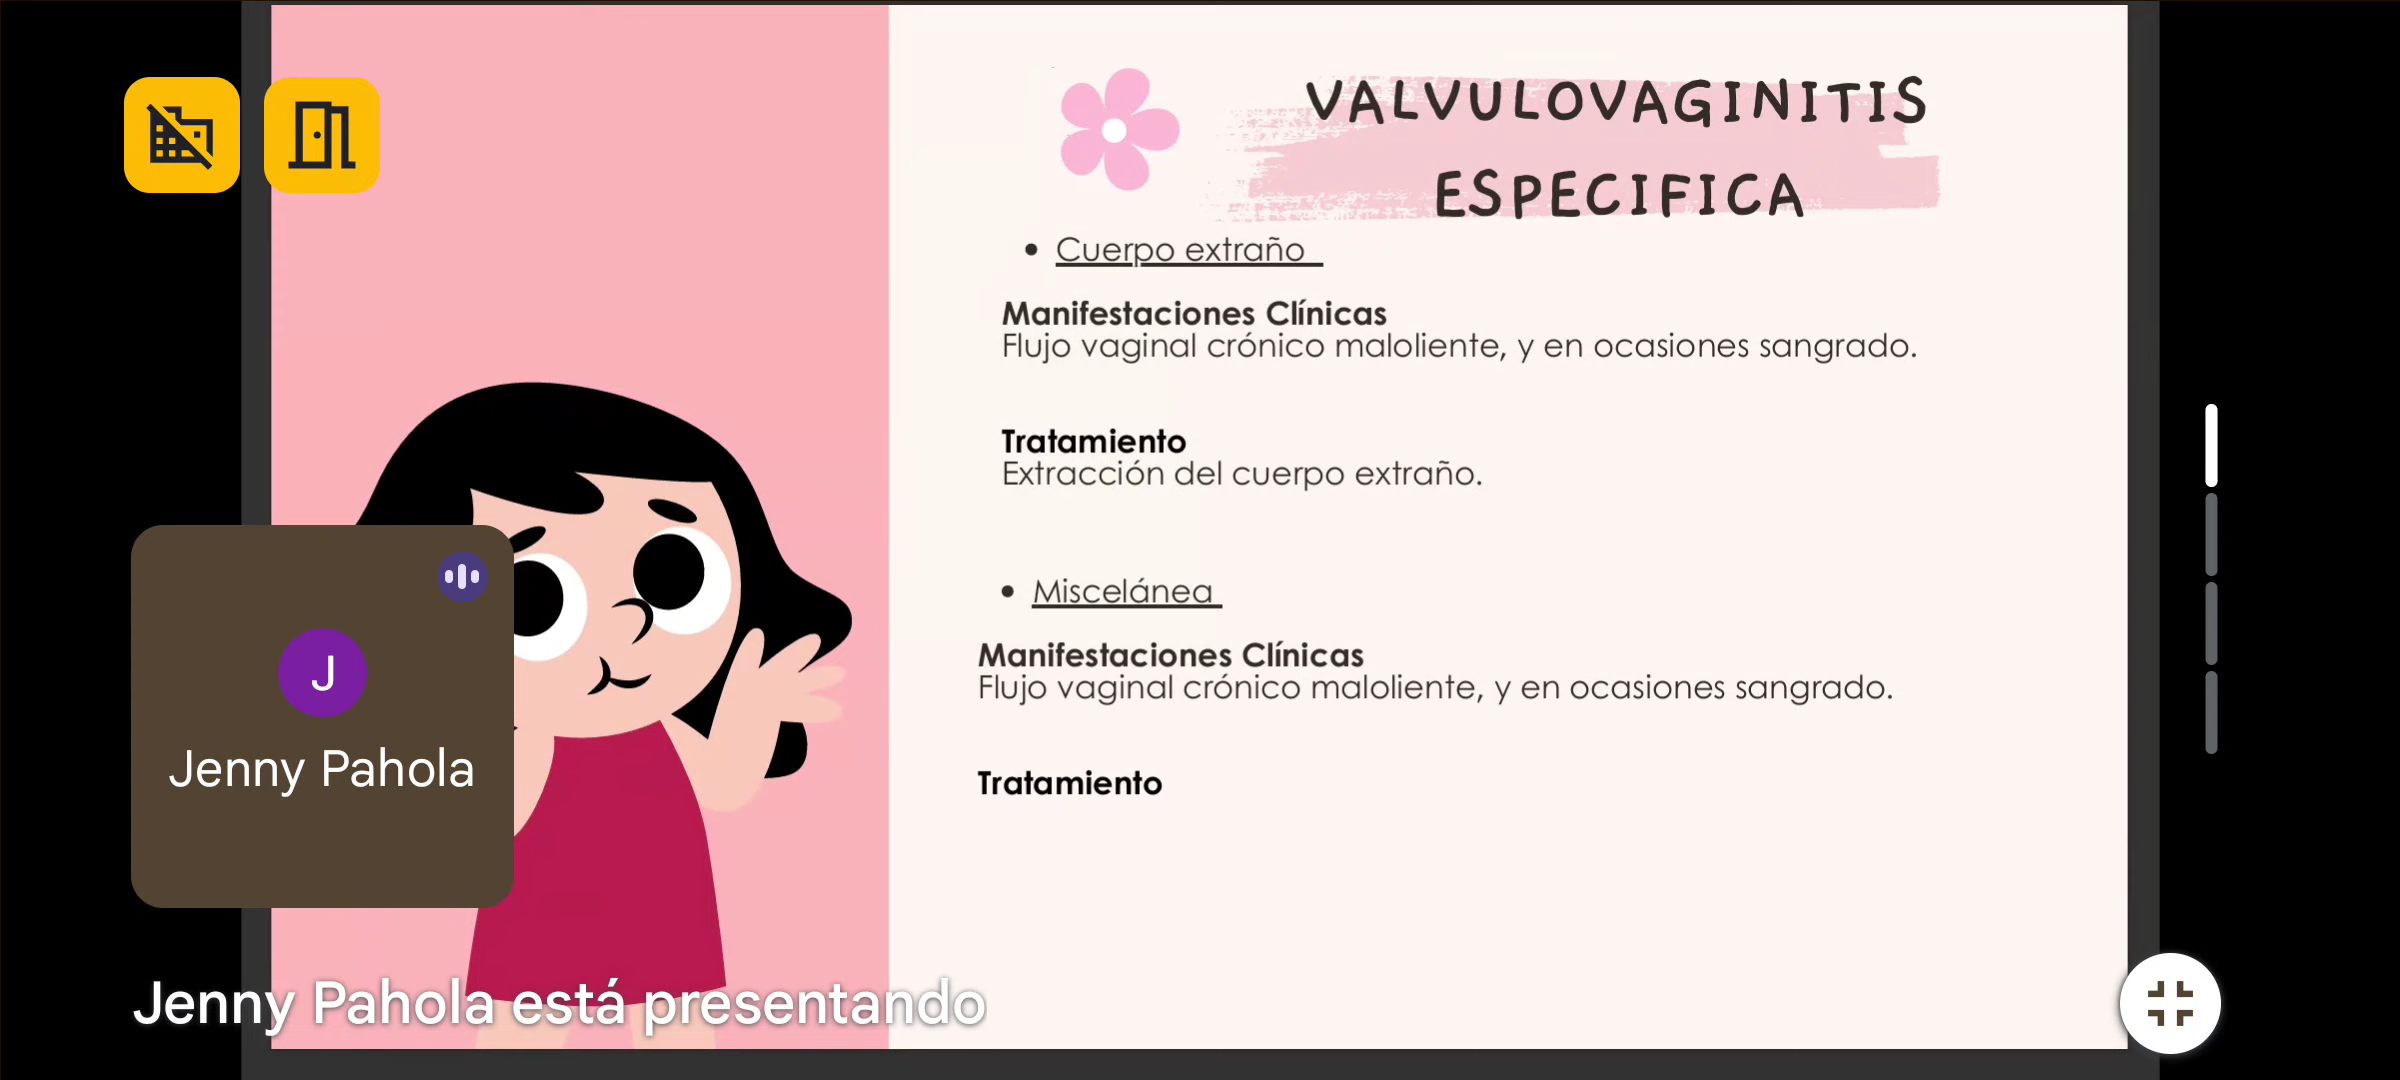 VALVULOVAGINITIS
ESPECIFICA
• Cuerpo extraño
Manifestaciones Clínicas
Flujo vaginal crónico maloliente, y en ocasiones sangrado.
Tratamiento
Extracción del cuerpo extraño.
• Miscelánea
Manifestaciones Clínicas
Flujo vaginal crónico maloliente, y en ocasiones sangrado.
Tratamiento
J
Jenny Pahola
Jenny Pahola está presentando